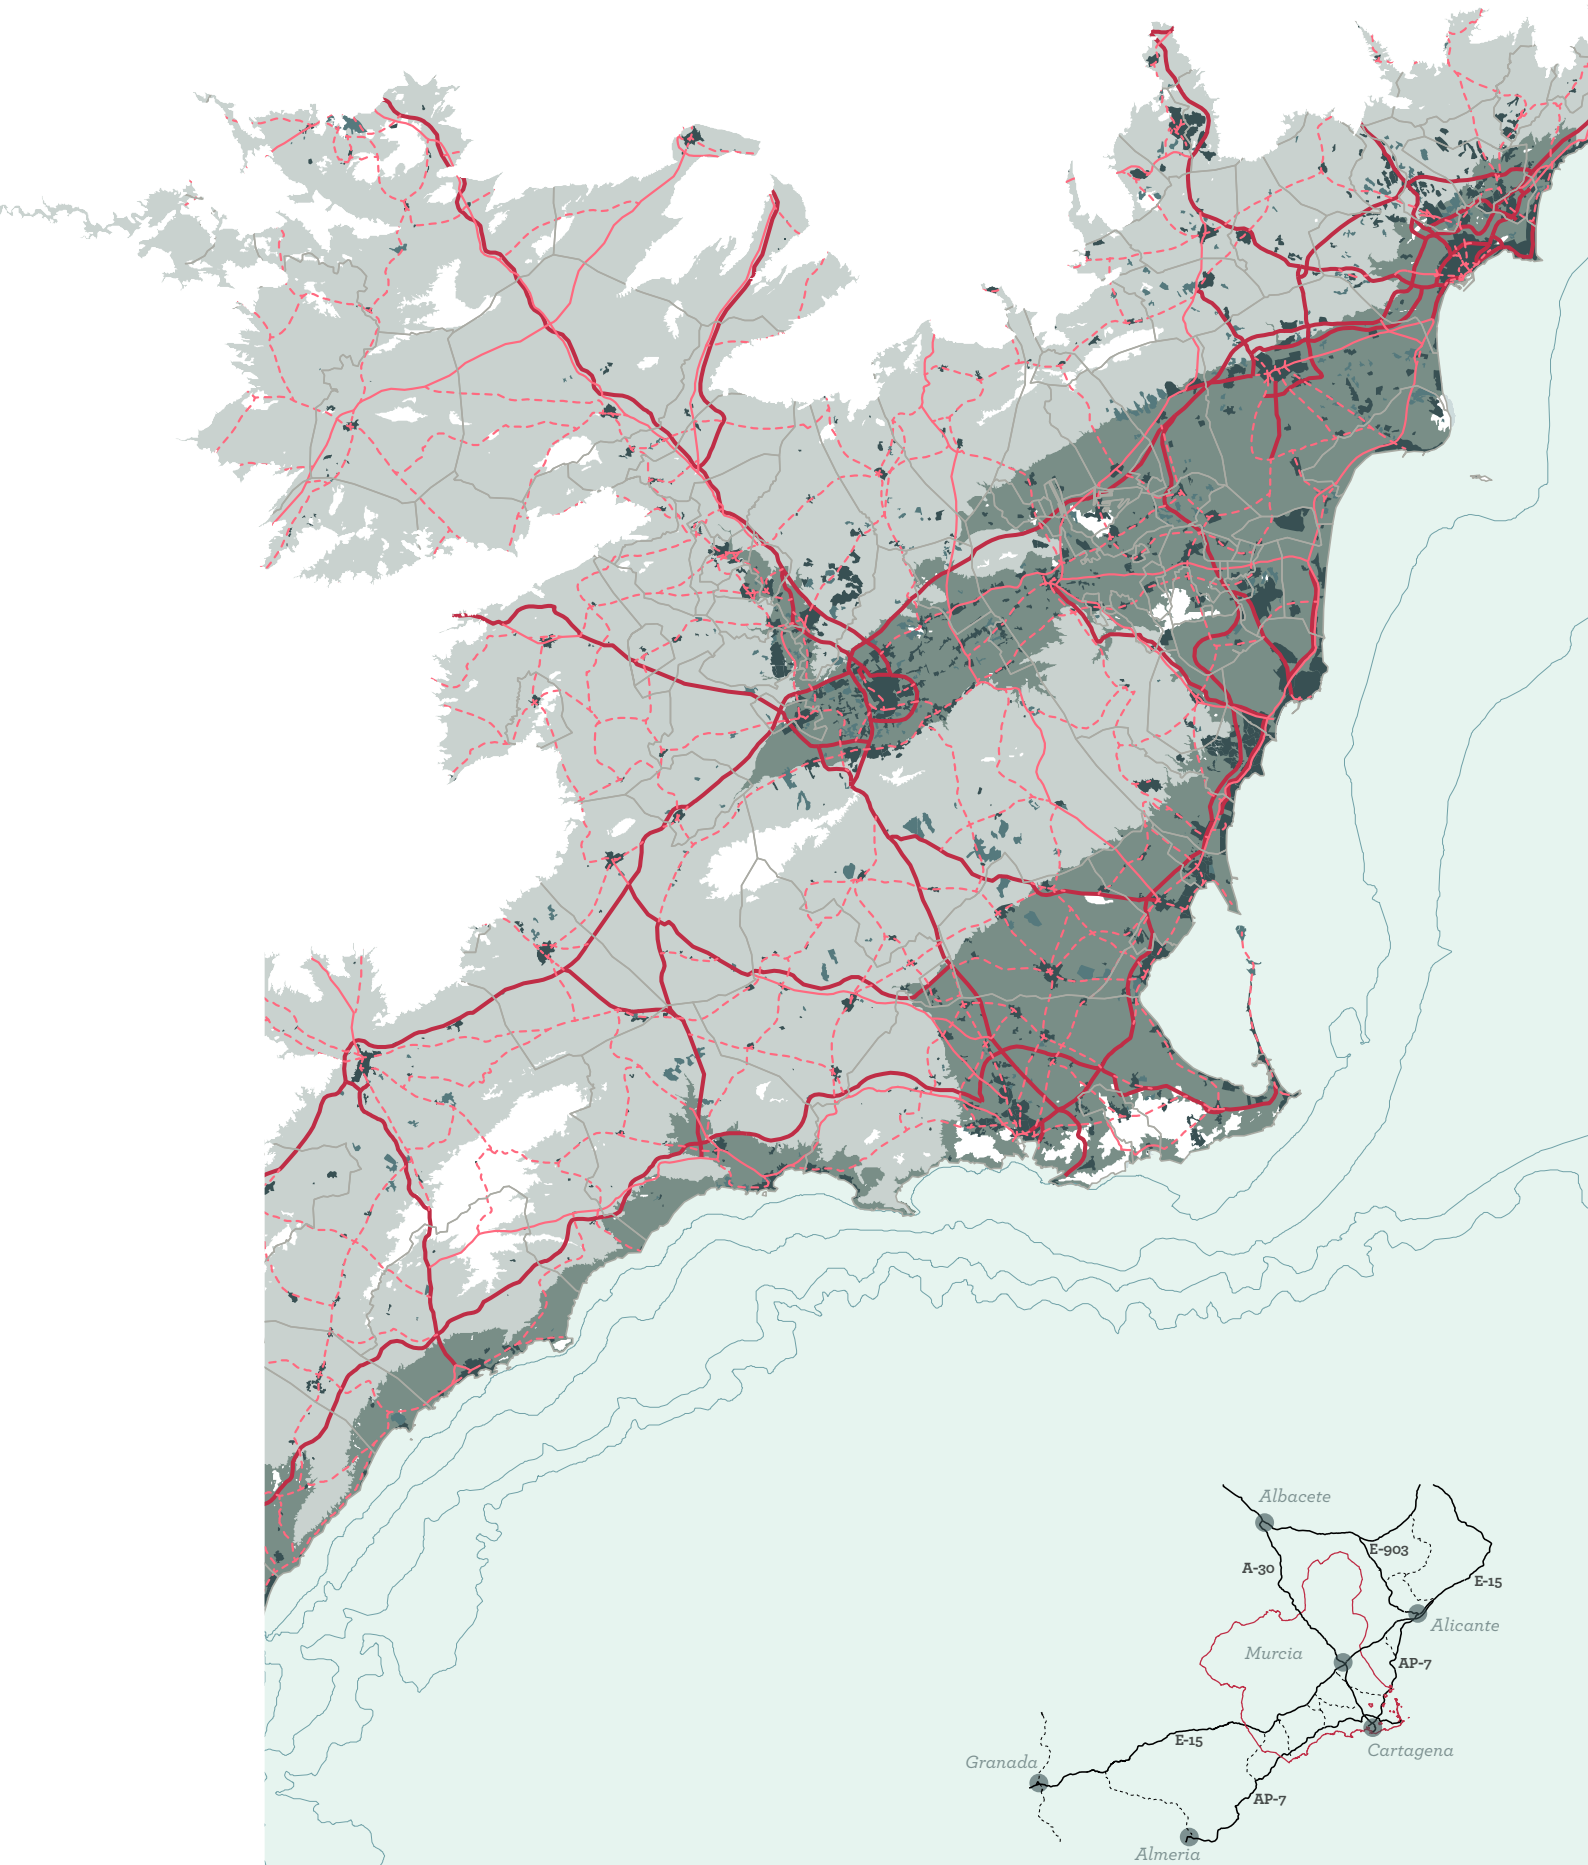 Albacete
E-903
A-30
E-15
Alicante
Murcia
AP-7
E-15
Cartagena
Granada
AP-7
Almeria